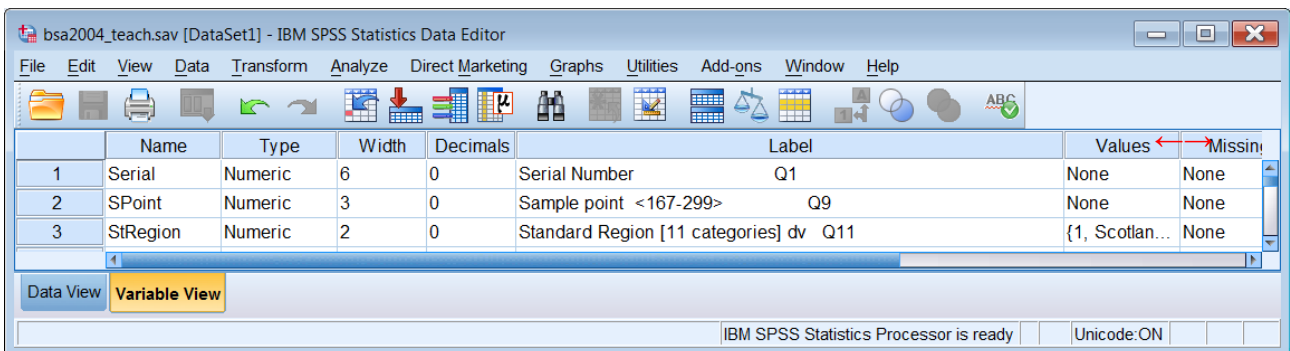 bsa2004_teach.sav [DataSet1] - IBM SPSS Statistics Data Editor
File Edit View Data Transform Analyze Direct Marketing Graphs Utilities Add-ons Window Help
A 1 4 ABC
Name Type Width Decimals Label Values Missing
1 Serial Numeric 6 0 Serial Number Q1 None None
2 SPoint Numeric 3 0 Sample point <167-299> Q9 None None
3 StRegion Numeric 2 0 Standard Region [11 categories] dv Q11 {1, Scotlan... None
Data View Variable View
IBM SPSS Statistics Processor is ready Unicode:ON